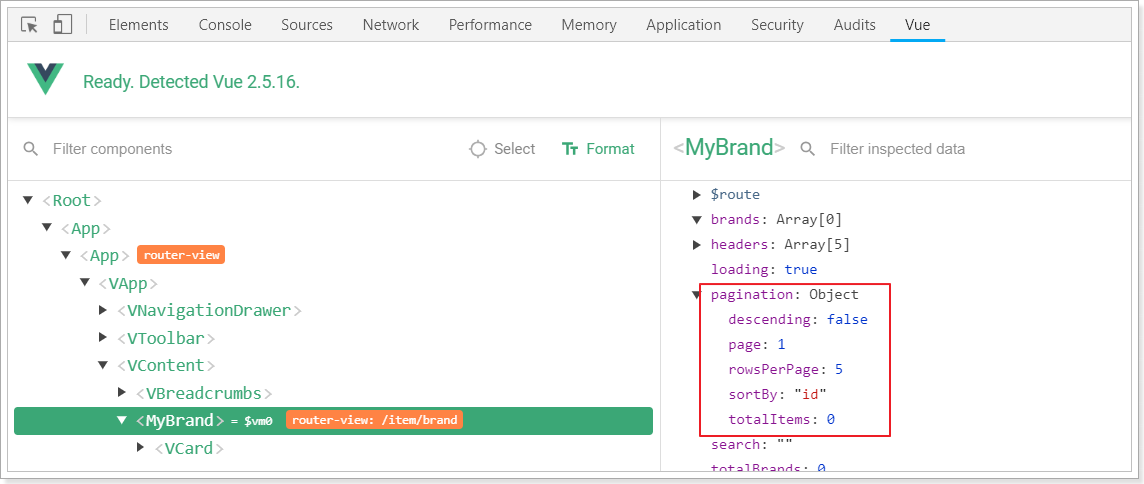 Elements Console Sources Network Performance Memory Application Security Audits Vue
Ready. Detected Vue 2.5.16.
Filter components Select Format
<Root>
<App>
<App> router-view
<VApp>
<VNavigationDrawer>
<VToolbar>
<VContent>
<VBreadcrumbs>
<MyBrand> = $vm0 router-view: /item/brand
<VCard>
<MyBrand> Filter inspected data
$route
brands: Array[0]
headers: Array[5]
loading: true
pagination: Object
descending: false
page: 1
rowsPerPage: 5
sortBy: "id"
totalItems: 0
search: ""
totalBrands: 0